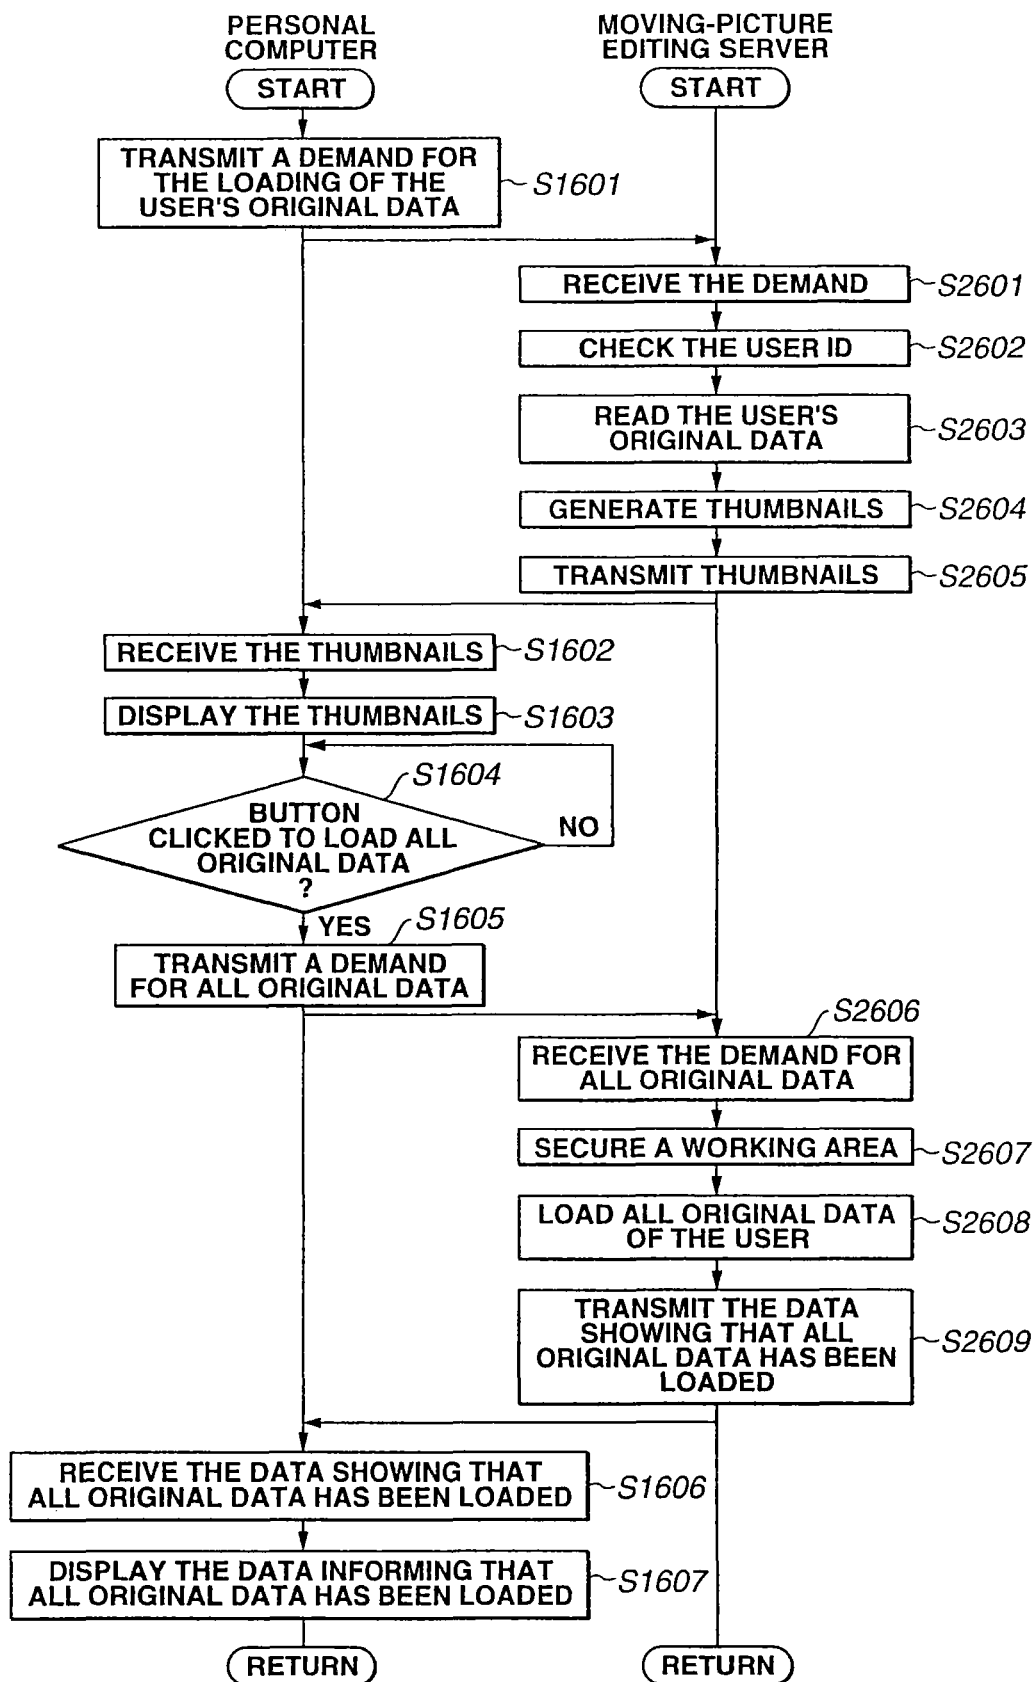 PERSONAL
COMPUTER
MOVING-PICTURE
EDITING SERVER
START
START
TRANSMIT A DEMAND FOR
THE LOADING OF THE
USER'S ORIGINAL DATA
S1601
RECEIVE THE DEMAND
S2601
CHECK THE USER ID
S2602
READ THE USER'S
ORIGINAL DATA
S2603
GENERATE THUMBNAILS
S2604
TRANSMIT THUMBNAILS
S2605
RECEIVE THE THUMBNAILS
S1602
DISPLAY THE THUMBNAILS
S1603
S1604
BUTTON
CLICKED TO LOAD ALL
ORIGINAL DATA
?
NO
YES
S1605
TRANSMIT A DEMAND
FOR ALL ORIGINAL DATA
S2606
RECEIVE THE DEMAND FOR
ALL ORIGINAL DATA
SECURE A WORKING AREA
S2607
LOAD ALL ORIGINAL DATA
OF THE USER
S2608
TRANSMIT THE DATA
SHOWING THAT ALL
ORIGINAL DATA HAS BEEN
LOADED
S2609
RECEIVE THE DATA SHOWING THAT
ALL ORIGINAL DATA HAS BEEN LOADED
S1606
DISPLAY THE DATA INFORMING THAT
ALL ORIGINAL DATA HAS BEEN LOADED
S1607
RETURN
RETURN